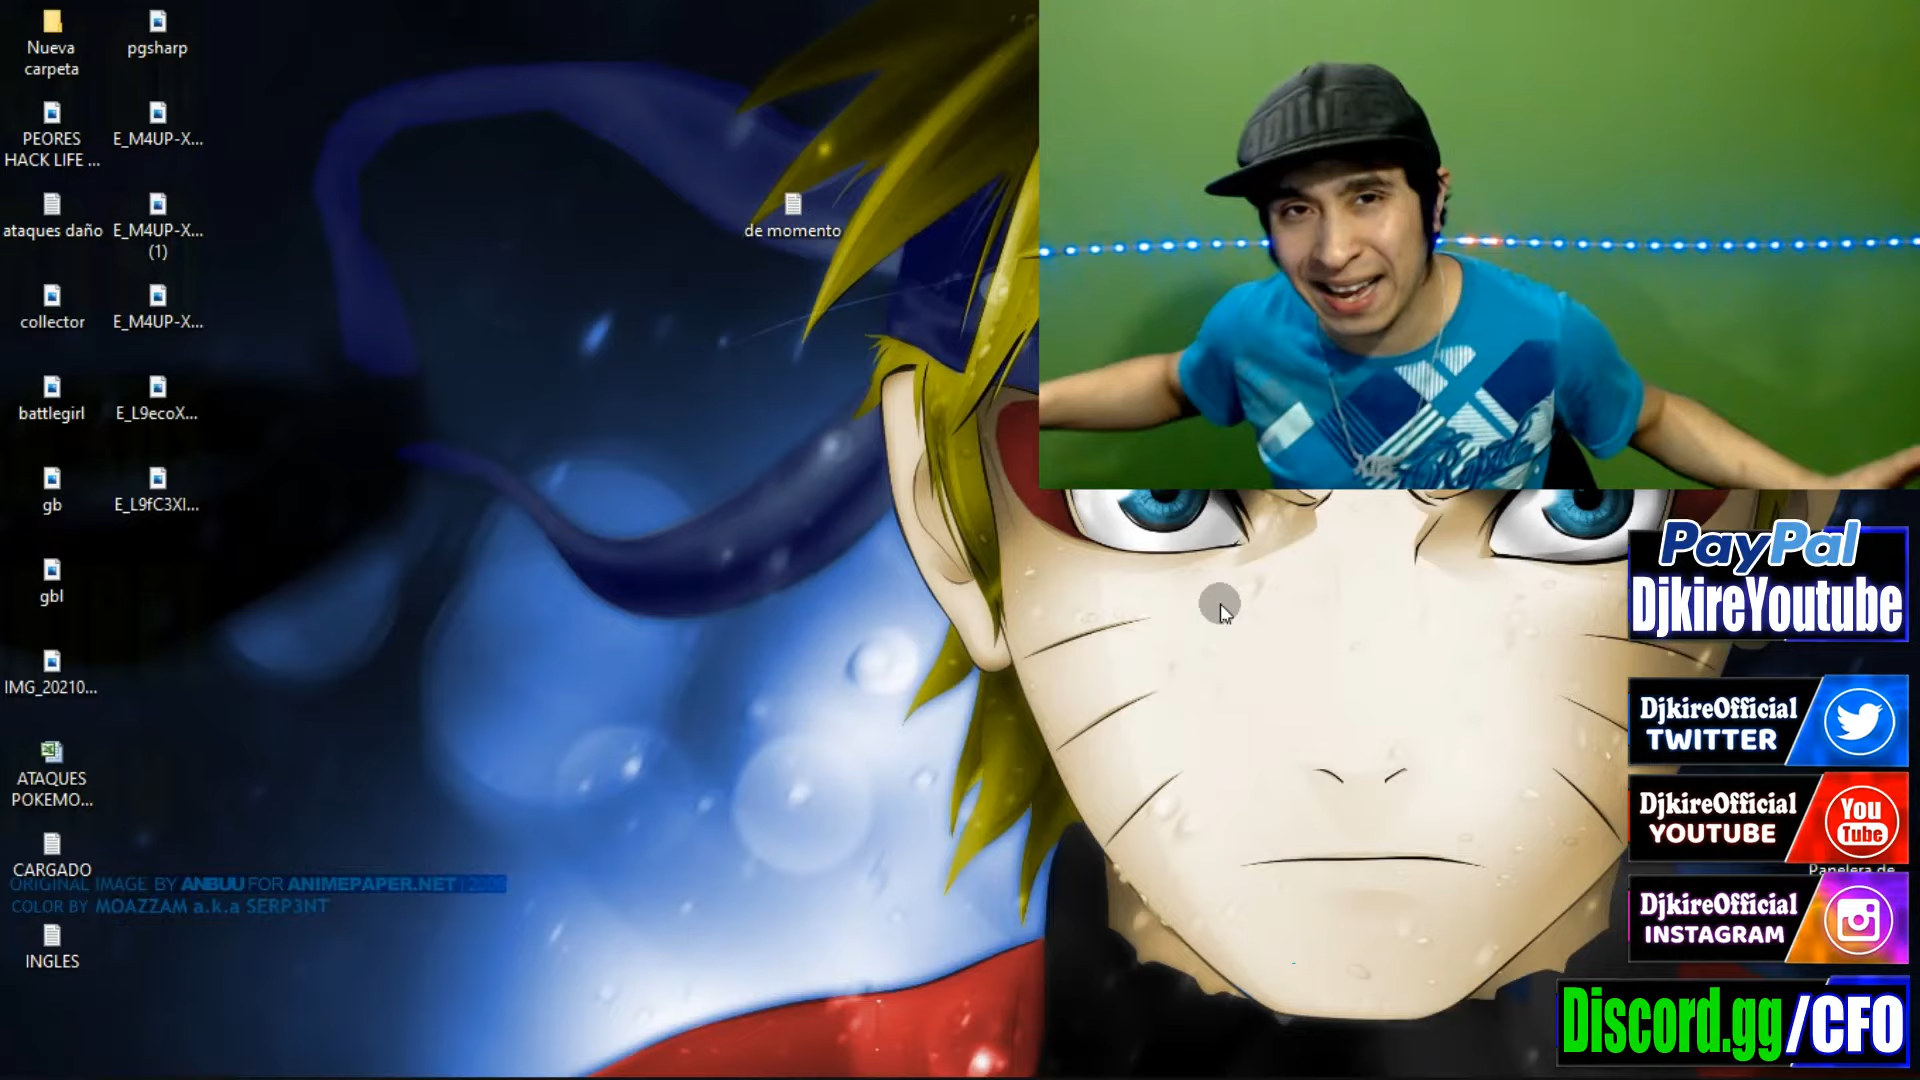 Nueva
carpeta
pgsharp
PEORES
HACK LIFE ...
E_M4UP-X...
ataques daño
E_M4UP-X...
(1)
de momento
collector
E_M4UP-X...
battlegirl
E_L9ecoX...
gb
E_L9fC3XI...
gbl
IMG_20210...
ATAQUES
POKEMO...
CARGADO
ORIGINAL IMAGE BY ANBUU FOR ANIMEPAPER.NET |
COLOR BY MOAZZAM a.k.a SERP3NT
INGLES
PayPal
DjkireYoutube
DjkireOfficial
TWITTER
DjkireOfficial
YOUTUBE
You
Tube
Papelera de
DjkireOfficial
INSTAGRAM
Discord.gg/CFO